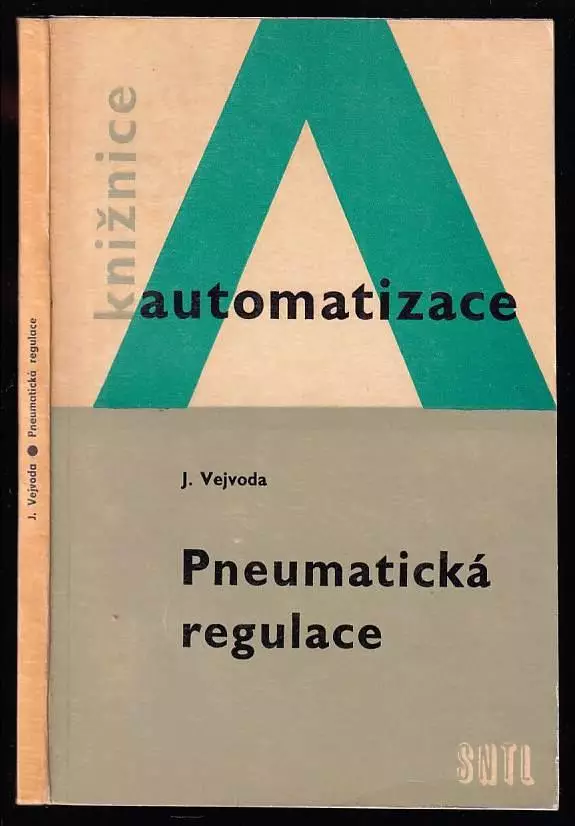 J. Vejvoda ● Pneumatická regulace
knižnice
automatizace
J. Vejvoda
Pneumatická
regulace
SNTL